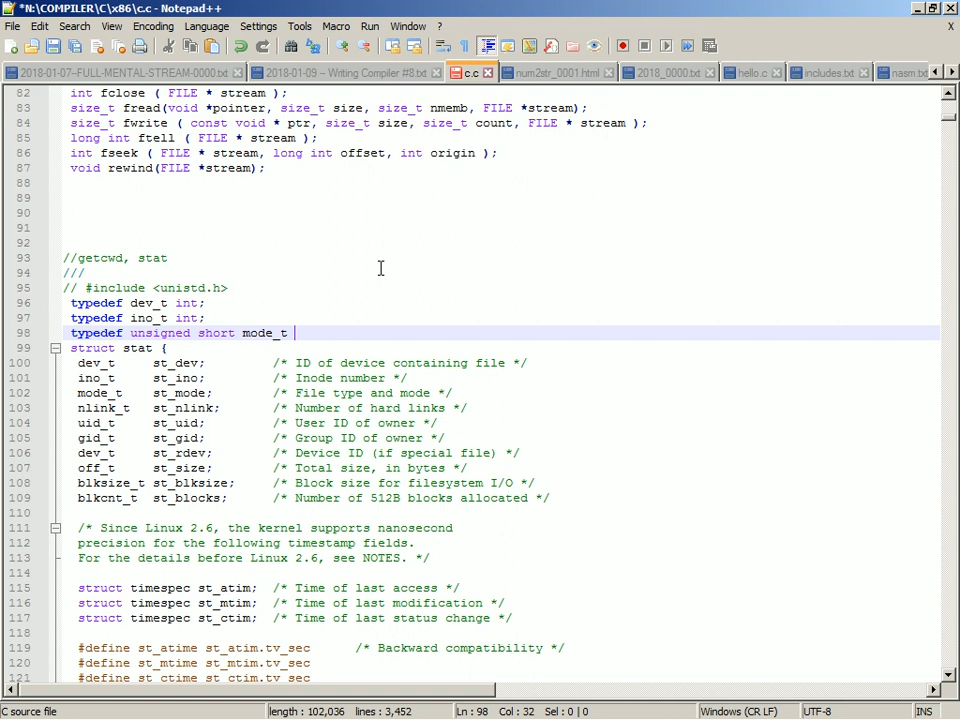 *N:\COMPILER\C\x86\c.c - Notepad++
File Edit Search View Encoding Language Settings Tools Macro Run Window ?
X
2018-01-07-FULL-MENTAL-STREAM-0000.txt 2018-01-09 -- Writing Compiler #8.txt c.c num2str_0001.html 2018_0000.txt hello.c includes.txt nasm.
82 int fclose ( FILE * stream );
83 size_t fread(void *pointer, size_t size, size_t nmemb, FILE *stream);
84 size_t fwrite ( const void * ptr, size_t size, size_t count, FILE * stream );
85 long int ftell ( FILE * stream );
86 int fseek ( FILE * stream, long int offset, int origin );
87 void rewind(FILE *stream);
88
89
90
91
92
93 //getcwd, stat
94 ///
95 // #include <unistd.h>
96 typedef dev_t int;
97 typedef ino_t int;
98 typedef unsigned short mode_t
99 struct stat {
100 dev_t st_dev; /* ID of device containing file */
101 ino_t st_ino; /* Inode number */
102 mode_t st_mode; /* File type and mode */
103 nlink_t st_nlink; /* Number of hard links */
104 uid_t st_uid; /* User ID of owner */
105 gid_t st_gid; /* Group ID of owner */
106 dev_t st_rdev; /* Device ID (if special file) */
107 off_t st_size; /* Total size, in bytes */
108 blksize_t st_blksize; /* Block size for filesystem I/O */
109 blkcnt_t st_blocks; /* Number of 512B blocks allocated */
110
111 /* Since Linux 2.6, the kernel supports nanosecond
112 precision for the following timestamp fields.
113 For the details before Linux 2.6, see NOTES. */
114
115 struct timespec st_atim; /* Time of last access */
116 struct timespec st_mtim; /* Time of last modification */
117 struct timespec st_ctim; /* Time of last status change */
118
119 #define st_atime st_atim.tv_sec /* Backward compatibility */
120 #define st_mtime st_mtim.tv_sec
121 #define st_ctime st_ctim.tv_sec
C source file length : 102,036 lines : 3,452 Ln : 98 Col : 32 Sel : 0 | 0 Windows (CR LF) UTF-8 INS